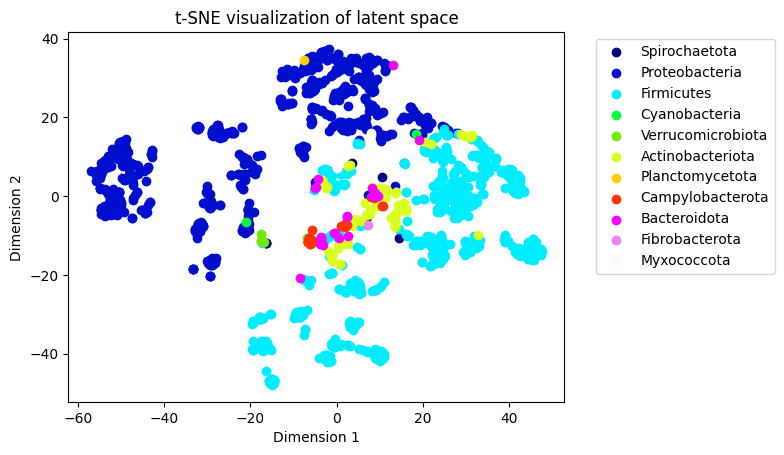 t-SNE visualization of latent space
40
20
0
−20
−40
Dimension 2
−60
−40
−20
0
20
40
Dimension 1
Spirochaetota
Proteobacteria
Firmicutes
Cyanobacteria
Verrucomicrobiota
Actinobacteriota
Planctomycetota
Campylobacterota
Bacteroidota
Fibrobacterota
Myxococcota